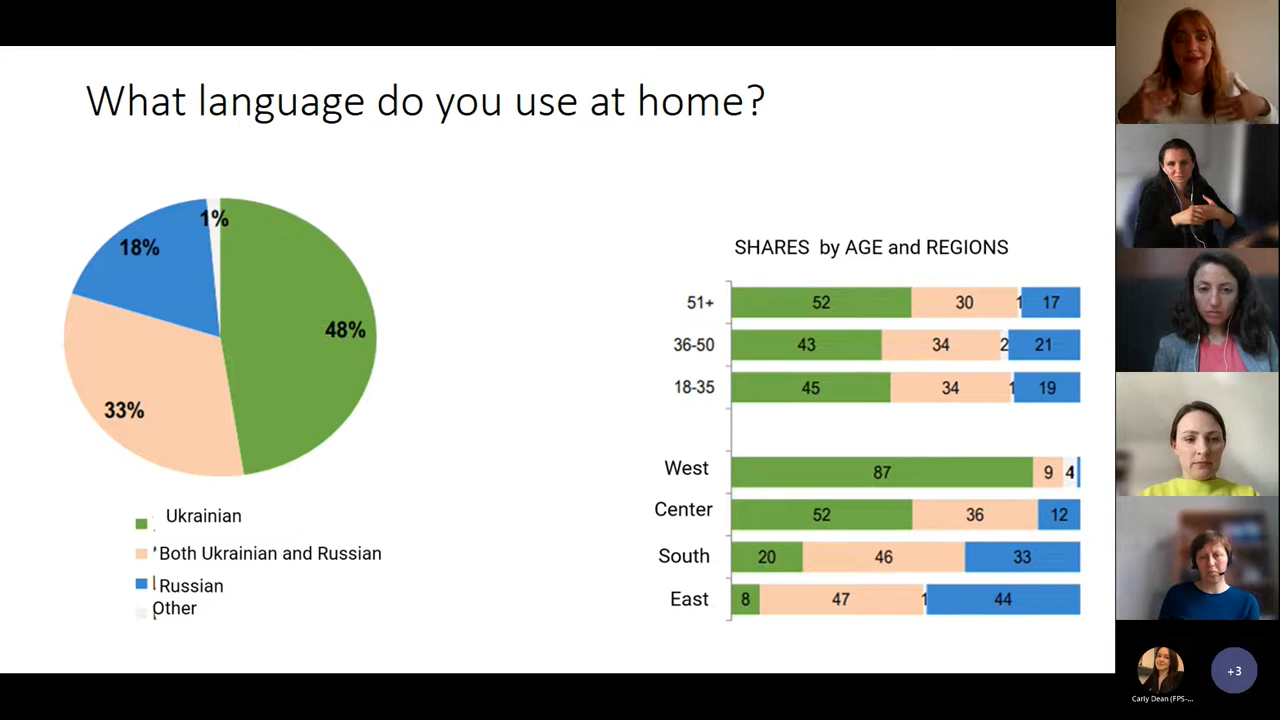 What language do you use at home?
1%
18%
48%
33%
Ukrainian
Both Ukrainian and Russian
Russian
Other
SHARES by AGE and REGIONS
51+ 52 30 1 17
36-50 43 34 2 21
18-35 45 34 1 19
West 87 9 4
Center 52 36 12
South 20 46 33
East 8 47 1 44
+3
Carly Dean (FPS-...